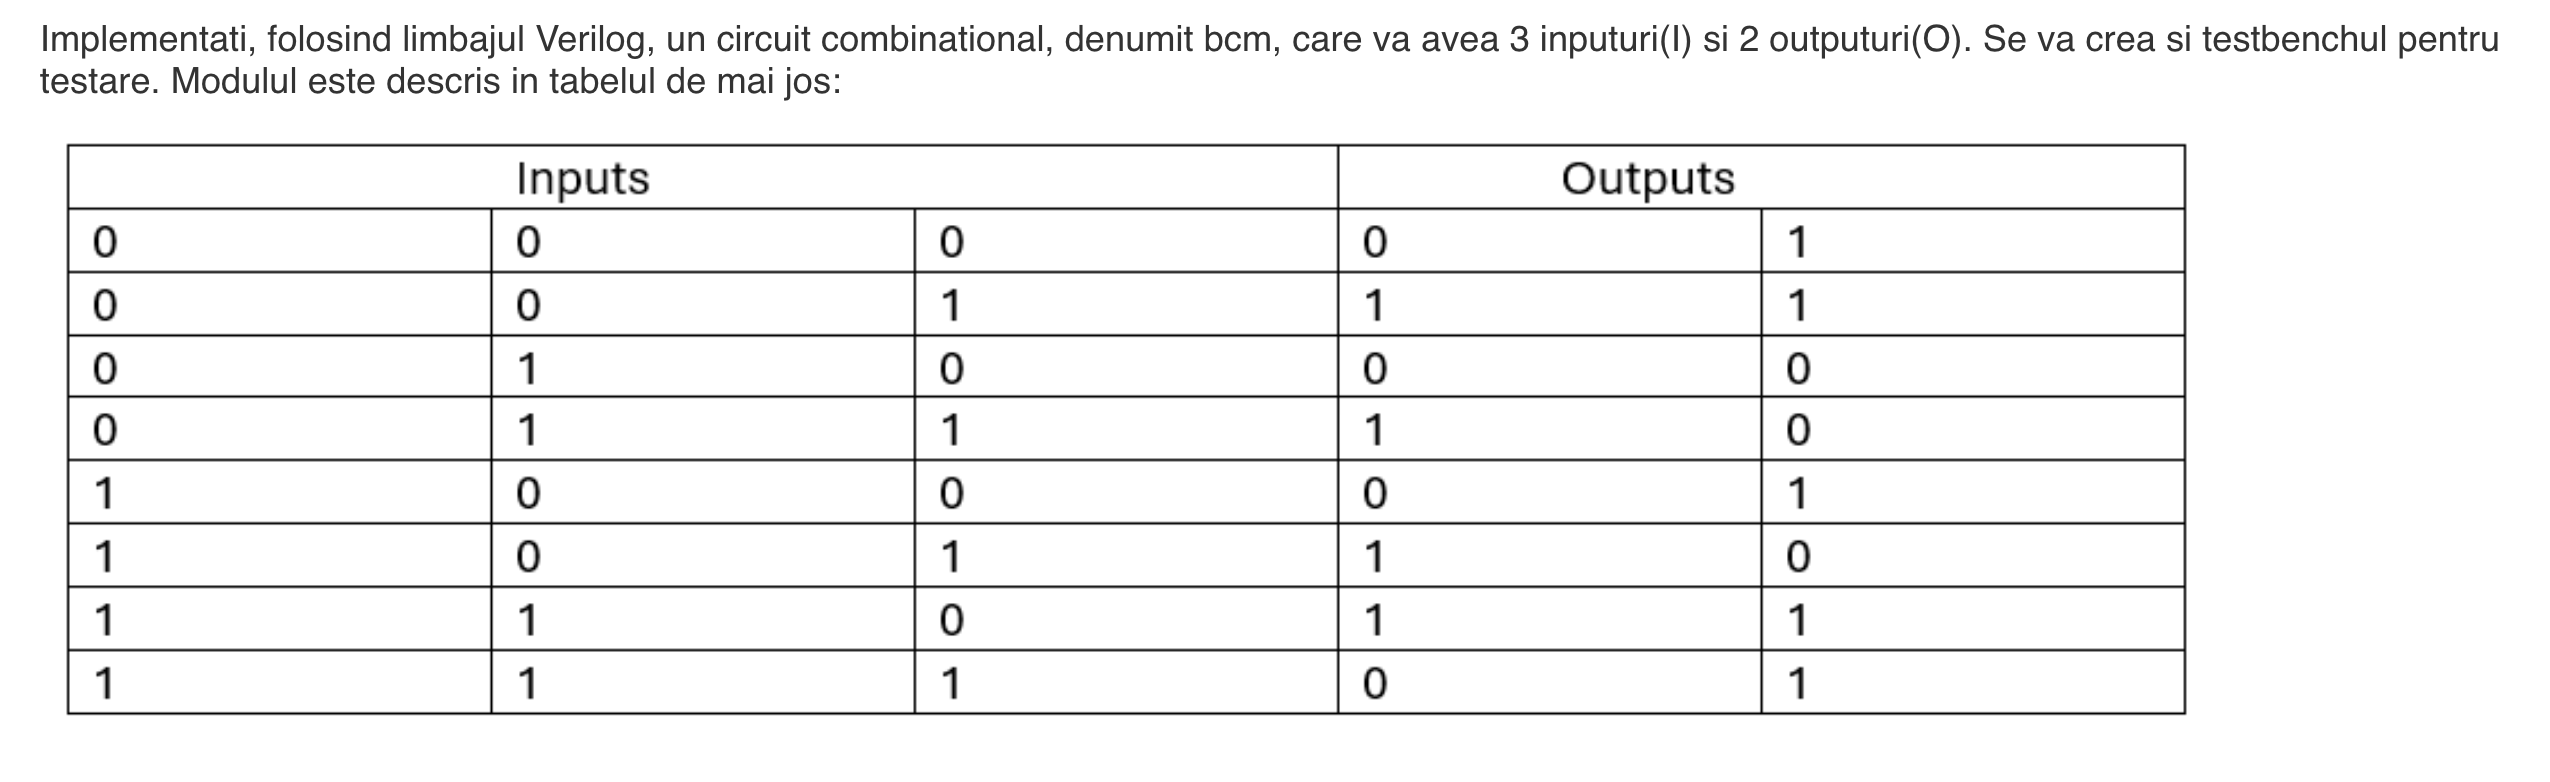 Implementati, folosind limbajul Verilog, un circuit combinational, denumit bcm, care va avea 3 inputuri(I) si 2 outputuri(O). Se va crea si testbenchul pentru
testare. Modulul este descris in tabelul de mai jos:
Inputs Outputs
0 0 0 0 1
0 0 1 1 1
0 1 0 0 0
0 1 1 1 0
1 0 0 0 1
1 0 1 1 0
1 1 0 1 1
1 1 1 0 1